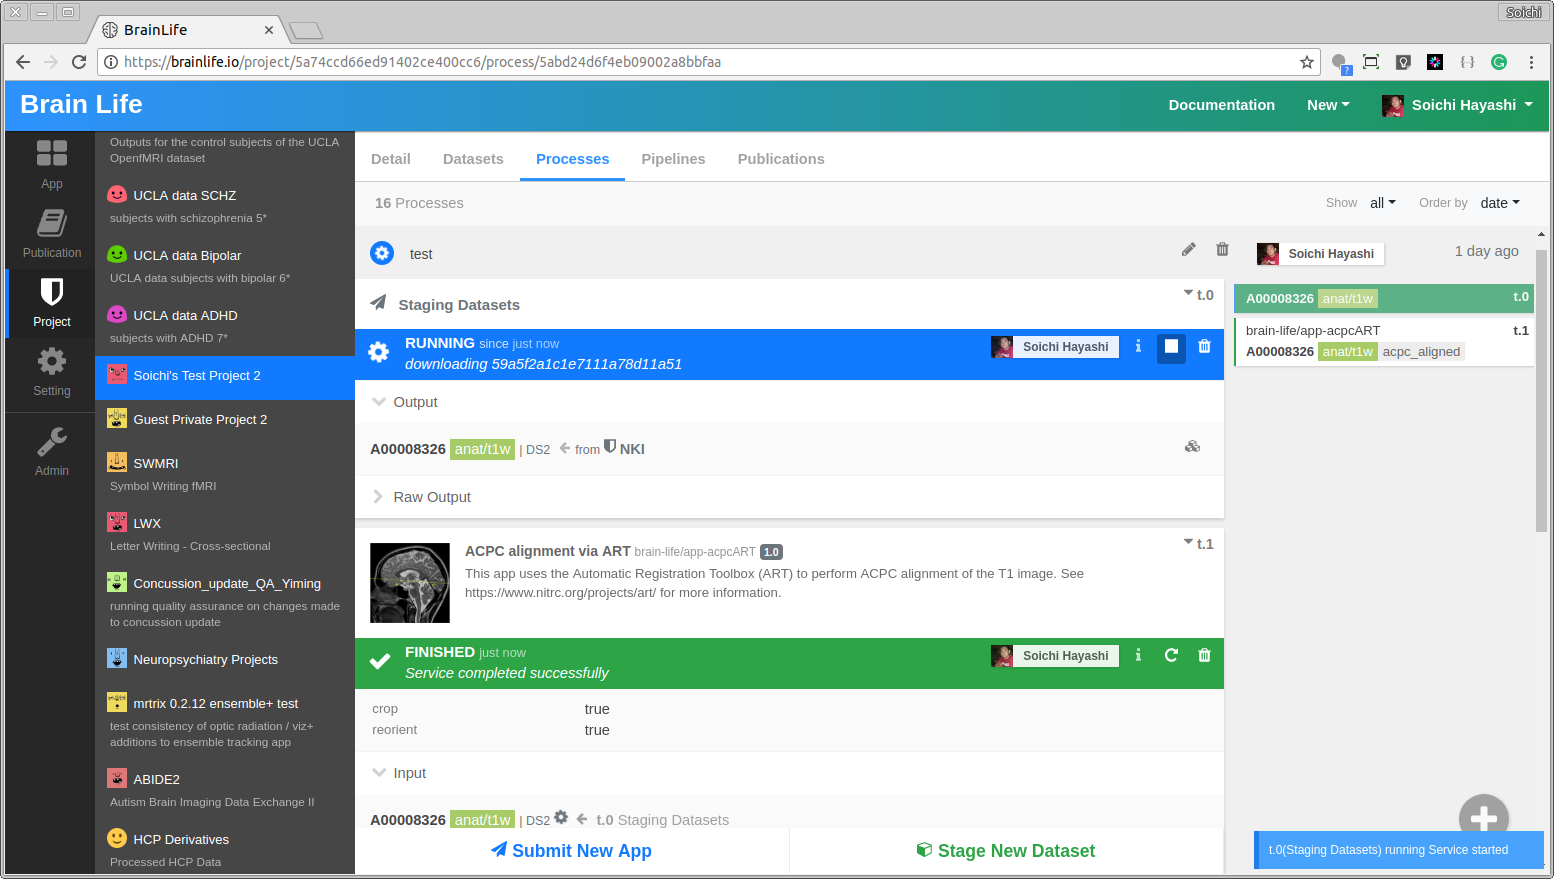 Soichi
BrainLife
https://brainlife.io/project/5a74ccd66ed91402ce400cc6/process/5abd24d6f4eb09002a8bbfaa
Brain Life
Documentation New Soichi Hayashi
App
Publication
Project
Setting
Admin
Outputs for the control subjects of the UCLA
OpenfMRI dataset
UCLA data SCHZ
subjects with schizophrenia 5*
UCLA data Bipolar
UCLA data subjects with bipolar 6*
UCLA data ADHD
subjects with ADHD 7*
Soichi's Test Project 2
Guest Private Project 2
SWMRI
Symbol Writing fMRI
LWX
Letter Writing - Cross-sectional
Concussion_update_QA_Yiming
running quality assurance on changes made
to concussion update
Neuropsychiatry Projects
mrtrix 0.2.12 ensemble+ test
test consistency of optic radiation / viz+
additions to ensemble tracking app
ABIDE2
Autism Brain Imaging Data Exchange II
HCP Derivatives
Processed HCP Data
Detail Datasets Processes Pipelines Publications
16 Processes Show all Order by date
test Soichi Hayashi 1 day ago
Staging Datasets t.0
RUNNING since just now Soichi Hayashi
downloading 59a5f2a1c1e7111a78d11a51
Output
A00008326 anat/t1w | DS2 from NKI
Raw Output
ACPC alignment via ART brain-life/app-acpcART 1.0 t.1
This app uses the Automatic Registration Toolbox (ART) to perform ACPC alignment of the T1 image. See
https://www.nitrc.org/projects/art/ for more information.
FINISHED just now Soichi Hayashi
Service completed successfully
crop true
reorient true
Input
A00008326 anat/t1w | DS2 t.0 Staging Datasets
Submit New App Stage New Dataset
A00008326 anat/t1w t.0
brain-life/app-acpcART t.1
A00008326 anat/t1w acpc_aligned
t.0(Staging Datasets) running Service started